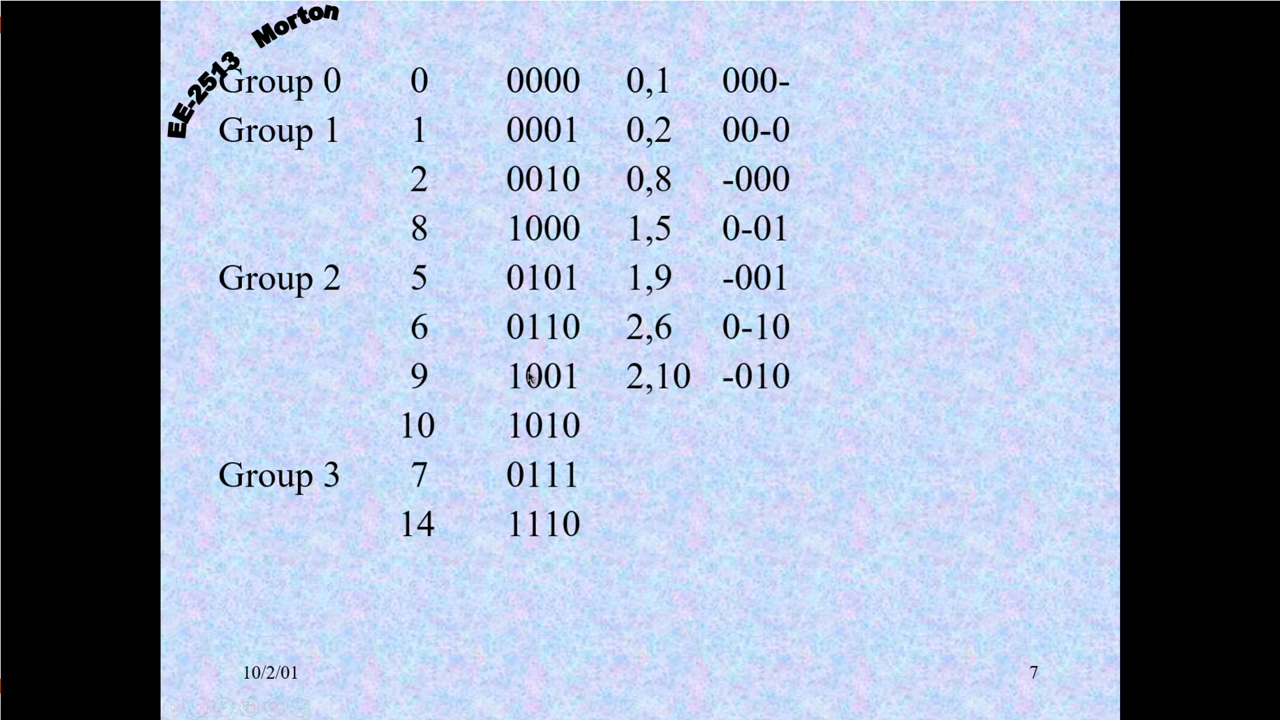 EE-2513 Morton
Group 0 0 0000 0,1 000-
Group 1 1 0001 0,2 00-0
2 0010 0,8 -000
8 1000 1,5 0-01
Group 2 5 0101 1,9 -001
6 0110 2,6 0-10
9 1001 2,10 -010
10 1010
Group 3 7 0111
14 1110
10/2/01 7